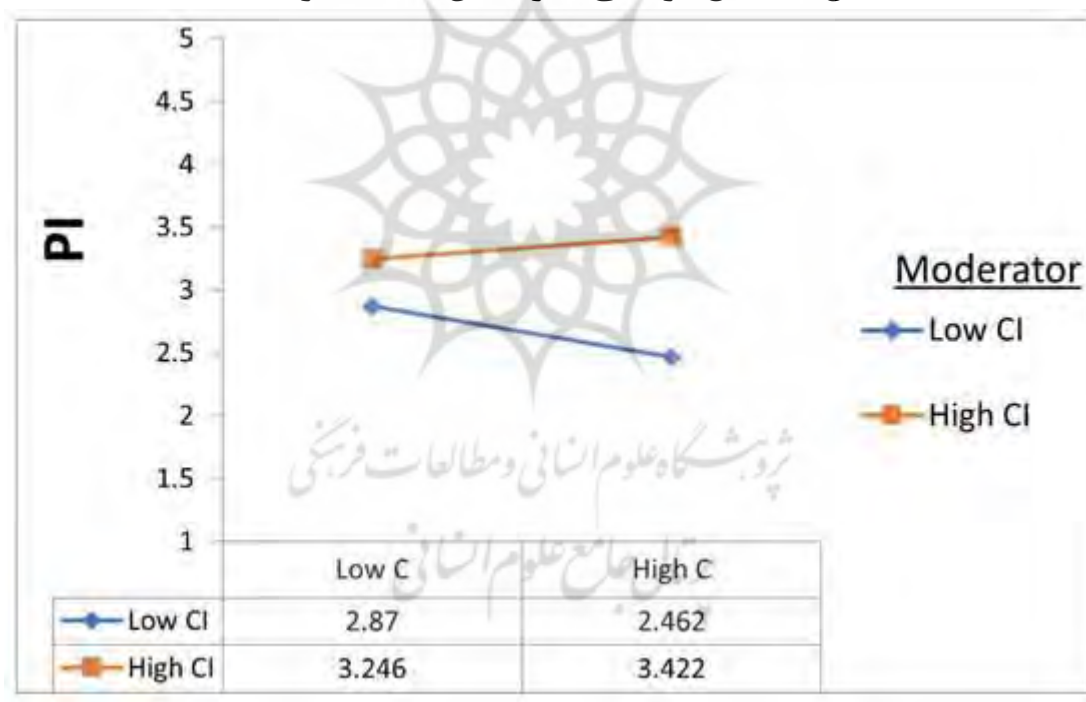 5
4.5
4
3.5
3
2.5
2
1.5
1
PI
Moderator
Low CI
High CI
پژوهشگاه علوم انسانی و مطالعات فرهنگی
پرتال جامع علوم انسانی
Low C High C
Low CI 2.87 2.462
High CI 3.246 3.422